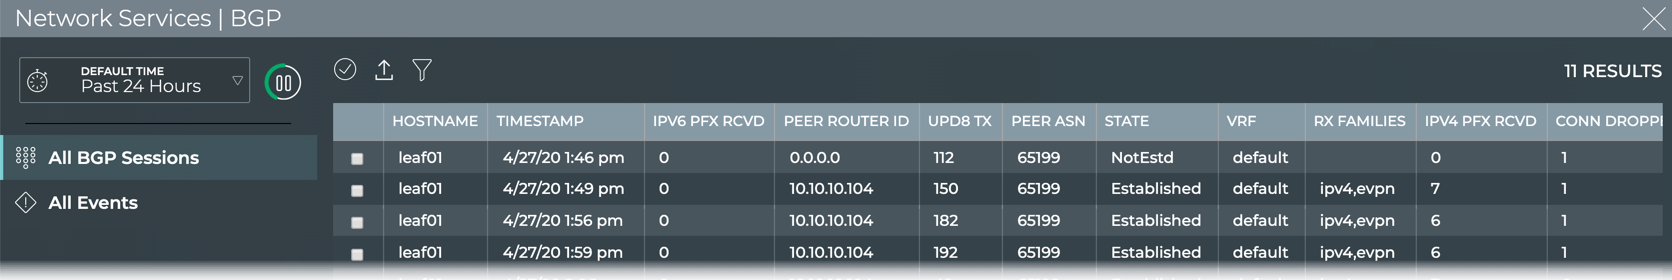 Network Services | BGP
DEFAULT TIME
Past 24 Hours
11 RESULTS
All BGP Sessions
All Events
HOSTNAME TIMESTAMP IPV6 PFX RCVD PEER ROUTER ID UPD8 TX PEER ASN STATE VRF RX FAMILIES IPV4 PFX RCVD CONN DROPPE
leaf01 4/27/20 1:46 pm 0 0.0.0.0 112 65199 NotEstd default 0 1
leaf01 4/27/20 1:49 pm 0 10.10.10.104 150 65199 Established default ipv4,evpn 7 1
leaf01 4/27/20 1:56 pm 0 10.10.10.104 182 65199 Established default ipv4,evpn 6 1
leaf01 4/27/20 1:59 pm 0 10.10.10.104 192 65199 Established default ipv4,evpn 6 1